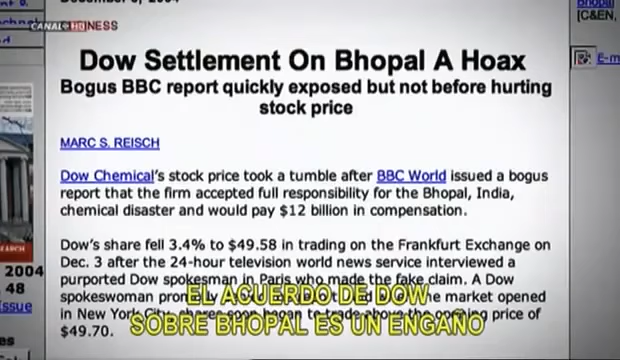 CANAL+ HD
BUSINESS
2004
[C&EN,
Dow Settlement On Bhopal A Hoax
Bogus BBC report quickly exposed but not before hurting
stock price
MARC S. REISCH
Dow Chemical's stock price took a tumble after BBC World issued a bogus
report that the firm accepted full responsibility for the Bhopal, India,
chemical disaster and would pay $12 billion in compensation.
Dow's share fell 3.4% to $49.58 in trading on the Frankfurt Exchange on
Dec. 3 after the 24-hour television world news service interviewed a
purported Dow spokesman in Paris who made the fake claim. A Dow
spokeswoman
market opened
in New York
price of
$49.70.
2004
48
Issue
EL ACUERDO DE DOW
SOBRE BHOPAL ES UN ENGAÑO